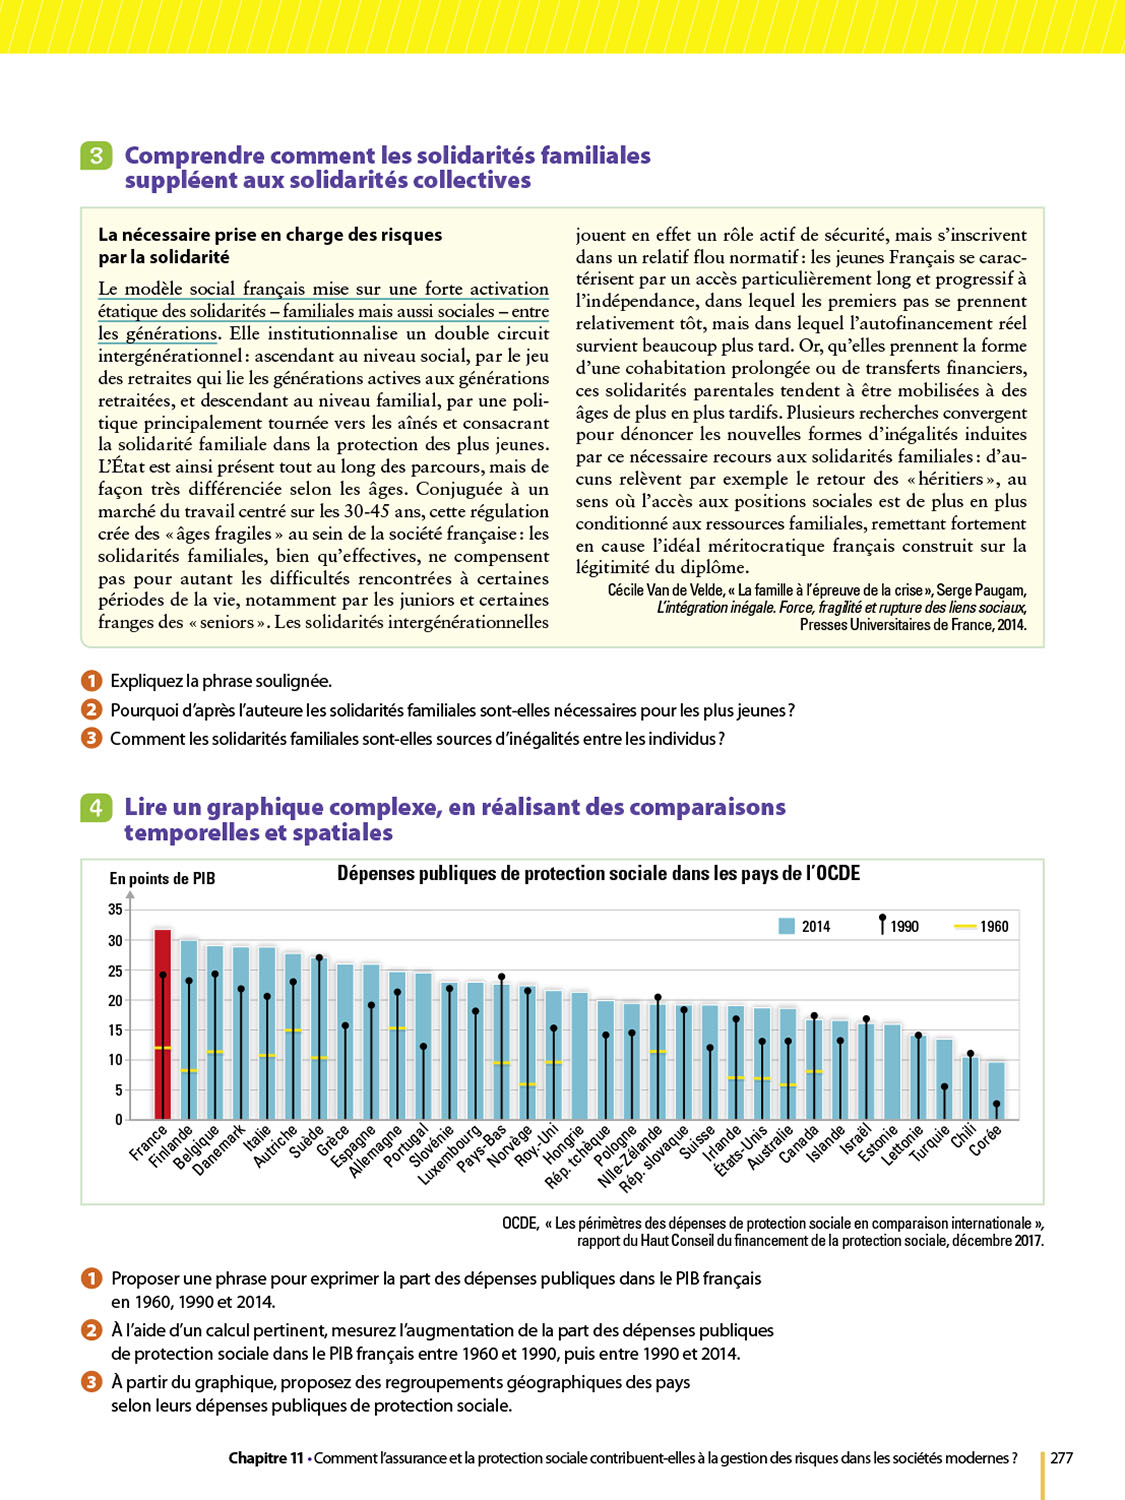 3 Comprendre comment les solidarités familiales
suppléent aux solidarités collectives
La nécessaire prise en charge des risques
par la solidarité
Le modèle social français mise sur une forte activation
étatique des solidarités – familiales mais aussi sociales – entre
les générations. Elle institutionnalise un double circuit
intergénérationnel : ascendant au niveau social, par le jeu
des retraites qui lie les générations actives aux générations
retraitées, et descendant au niveau familial, par une poli-
tique principalement tournée vers les aînés et consacrant
la solidarité familiale dans la protection des plus jeunes.
L'État est ainsi présent tout au long des parcours, mais de
façon très différenciée selon les âges. Conjuguée à un
marché du travail centré sur les 30-45 ans, cette régulation
crée des « âges fragiles » au sein de la société française : les
solidarités familiales, bien qu'effectives, ne compensent
pas pour autant les difficultés rencontrées à certaines
périodes de la vie, notamment par les juniors et certaines
franges des « seniors ». Les solidarités intergénérationnelles
jouent en effet un rôle actif de sécurité, mais s'inscrivent
dans un relatif flou normatif : les jeunes Français se carac-
térisent par un accès particulièrement long et progressif à
l'indépendance, dans lequel les premiers pas se prennent
relativement tôt, mais dans lequel l'autofinancement réel
survient beaucoup plus tard. Or, qu'elles prennent la forme
d'une cohabitation prolongée ou de transferts financiers,
ces solidarités parentales tendent à être mobilisées à des
âges de plus en plus tardifs. Plusieurs recherches convergent
pour dénoncer les nouvelles formes d'inégalités induites
par ce nécessaire recours aux solidarités familiales : d'au-
cuns relèvent par exemple le retour des « héritiers », au
sens où l'accès aux positions sociales est de plus en plus
conditionné aux ressources familiales, remettant fortement
en cause l'idéal méritocratique français construit sur la
légitimité du diplôme.
Cécile Van de Velde, « La famille à l'épreuve de la crise », Serge Paugam,
L'intégration inégale. Force, fragilité et rupture des liens sociaux,
Presses Universitaires de France, 2014.
1 Expliquez la phrase soulignée.
2 Pourquoi d'après l'auteure les solidarités familiales sont-elles nécessaires pour les plus jeunes ?
3 Comment les solidarités familiales sont-elles sources d'inégalités entre les individus ?
4 Lire un graphique complexe, en réalisant des comparaisons
temporelles et spatiales
En points de PIB
Dépenses publiques de protection sociale dans les pays de l'OCDE
2014
1990
1960
35
30
25
20
15
10
5
0
France
Finlande
Belgique
Danemark
Italie
Autriche
Suède
Grèce
Espagne
Allemagne
Portugal
Slovénie
Luxembourg
Pays-Bas
Norvège
Roy.-Uni
Hongrie
Rép. tchèque
Pologne
Nlle-Zélande
Rép. slovaque
Suisse
Irlande
États-Unis
Australie
Canada
Islande
Israël
Estonie
Lettonie
Turquie
Chili
Corée
OCDE, « Les périmètres des dépenses de protection sociale en comparaison internationale »,
rapport du Haut Conseil du financement de la protection sociale, décembre 2017.
1 Proposer une phrase pour exprimer la part des dépenses publiques dans le PIB français
en 1960, 1990 et 2014.
2 À l'aide d'un calcul pertinent, mesurez l'augmentation de la part des dépenses publiques
de protection sociale dans le PIB français entre 1960 et 1990, puis entre 1990 et 2014.
3 À partir du graphique, proposez des regroupements géographiques des pays
selon leurs dépenses publiques de protection sociale.
Chapitre 11 • Comment l'assurance et la protection sociale contribuent-elles à la gestion des risques dans les sociétés modernes ? 277